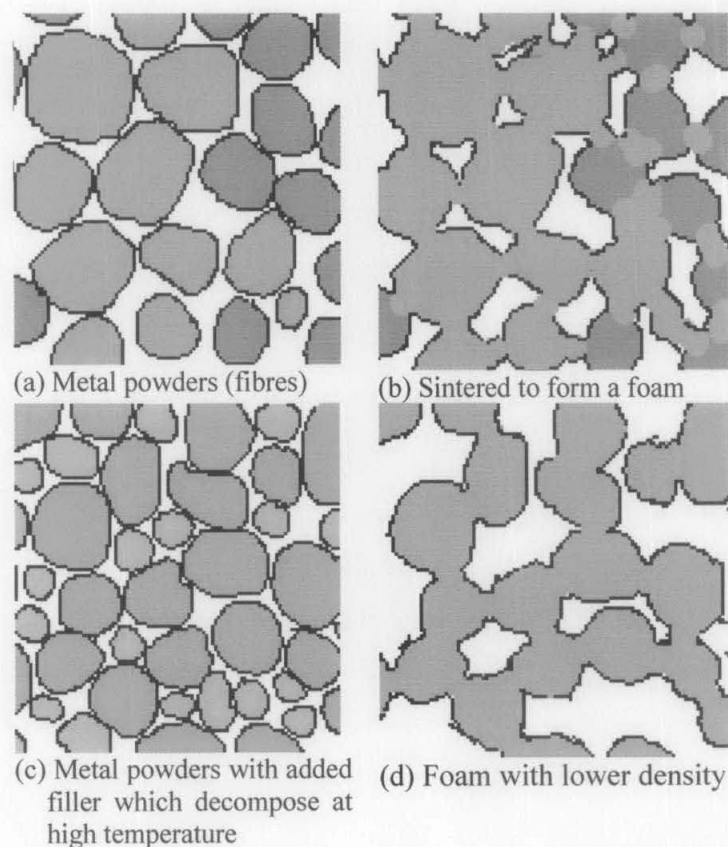 (a) Metal powders (fibres)
(b) Sintered to form a foam
(c) Metal powders with added
filler which decompose at
high temperature
(d) Foam with lower density